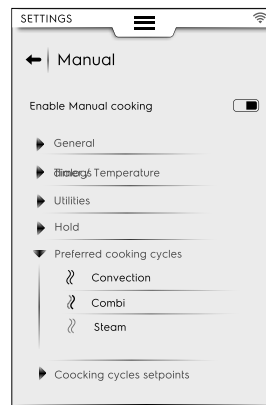 SETTINGS
Manual
Enable Manual cooking
General
Temperature
Utilities
Hold
Preferred cooking cycles
Convection
Combi
Steam
Coocking cycles setpoints